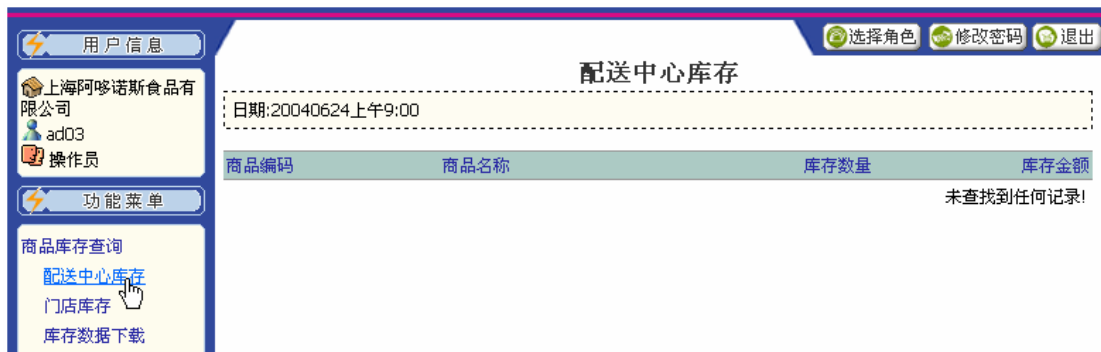 选择角色 修改密码 退出
用户信息
上海阿哆诺斯食品有
限公司
ad03
操作员
功能菜单
商品库存查询
配送中心库存
门店库存
库存数据下载
配送中心库存
日期:20040624上午9:00
商品编码 商品名称 库存数量 库存金额
未查找到任何记录!